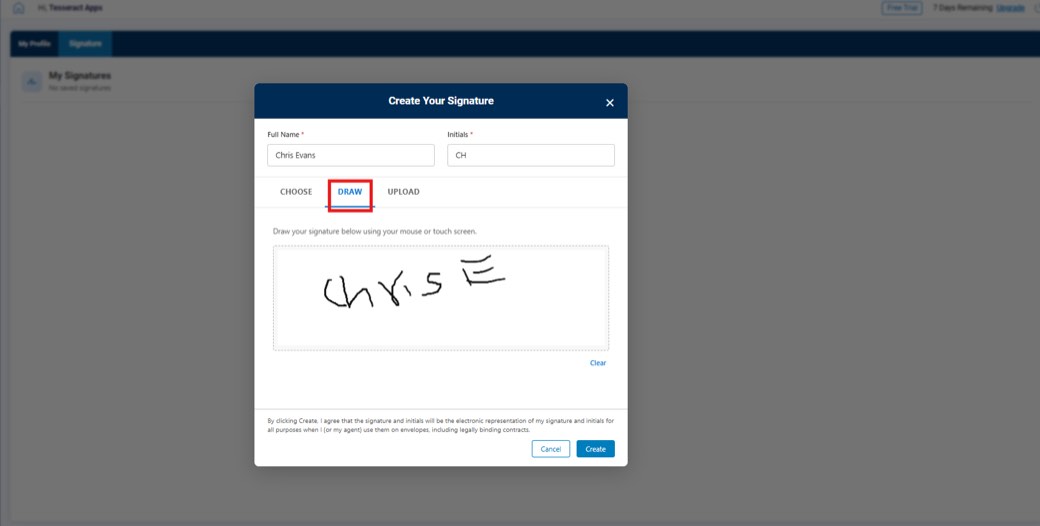 Hi, Tesseract Apps
Free Trial
7 Days Remaining Upgrade
My Profile
Signature
My Signatures
No saved signatures
Create Your Signature
Full Name *
Initials *
Chris Evans
CH
CHOOSE
DRAW
UPLOAD
Draw your signature below using your mouse or touch screen.
Chris E
Clear
By clicking Create, I agree that the signature and initials will be the electronic representation of my signature and initials for
all purposes when I (or my agent) use them on envelopes, including legally binding contracts.
Cancel
Create